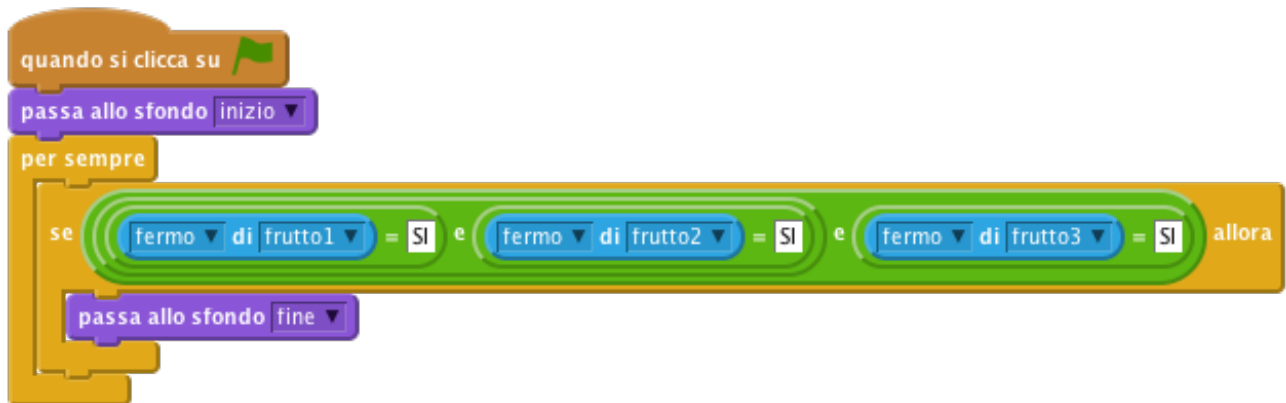 quando si clicca su
passa allo sfondo inizio
per sempre
se fermo di frutto1 = SI e fermo di frutto2 = SI e fermo di frutto3 = SI allora
passa allo sfondo fine